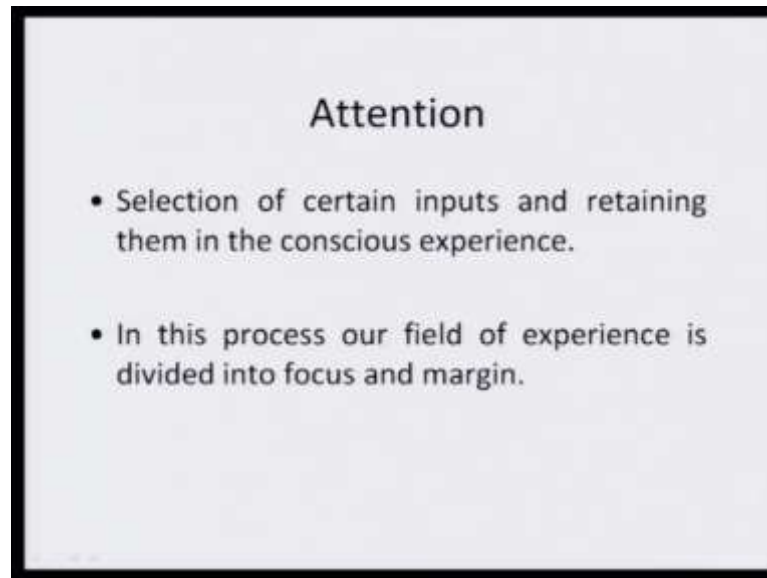 Attention
• Selection of certain inputs and retaining
them in the conscious experience.
• In this process our field of experience is
divided into focus and margin.